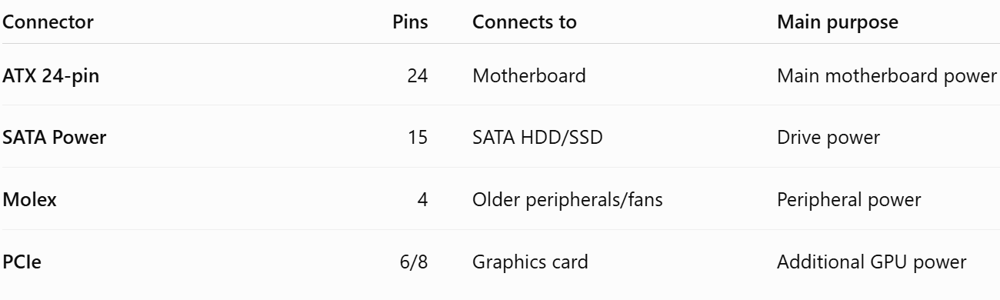 Connector Pins Connects to Main purpose
ATX 24-pin 24 Motherboard Main motherboard power
SATA Power 15 SATA HDD/SSD Drive power
Molex 4 Older peripherals/fans Peripheral power
PCIe 6/8 Graphics card Additional GPU power